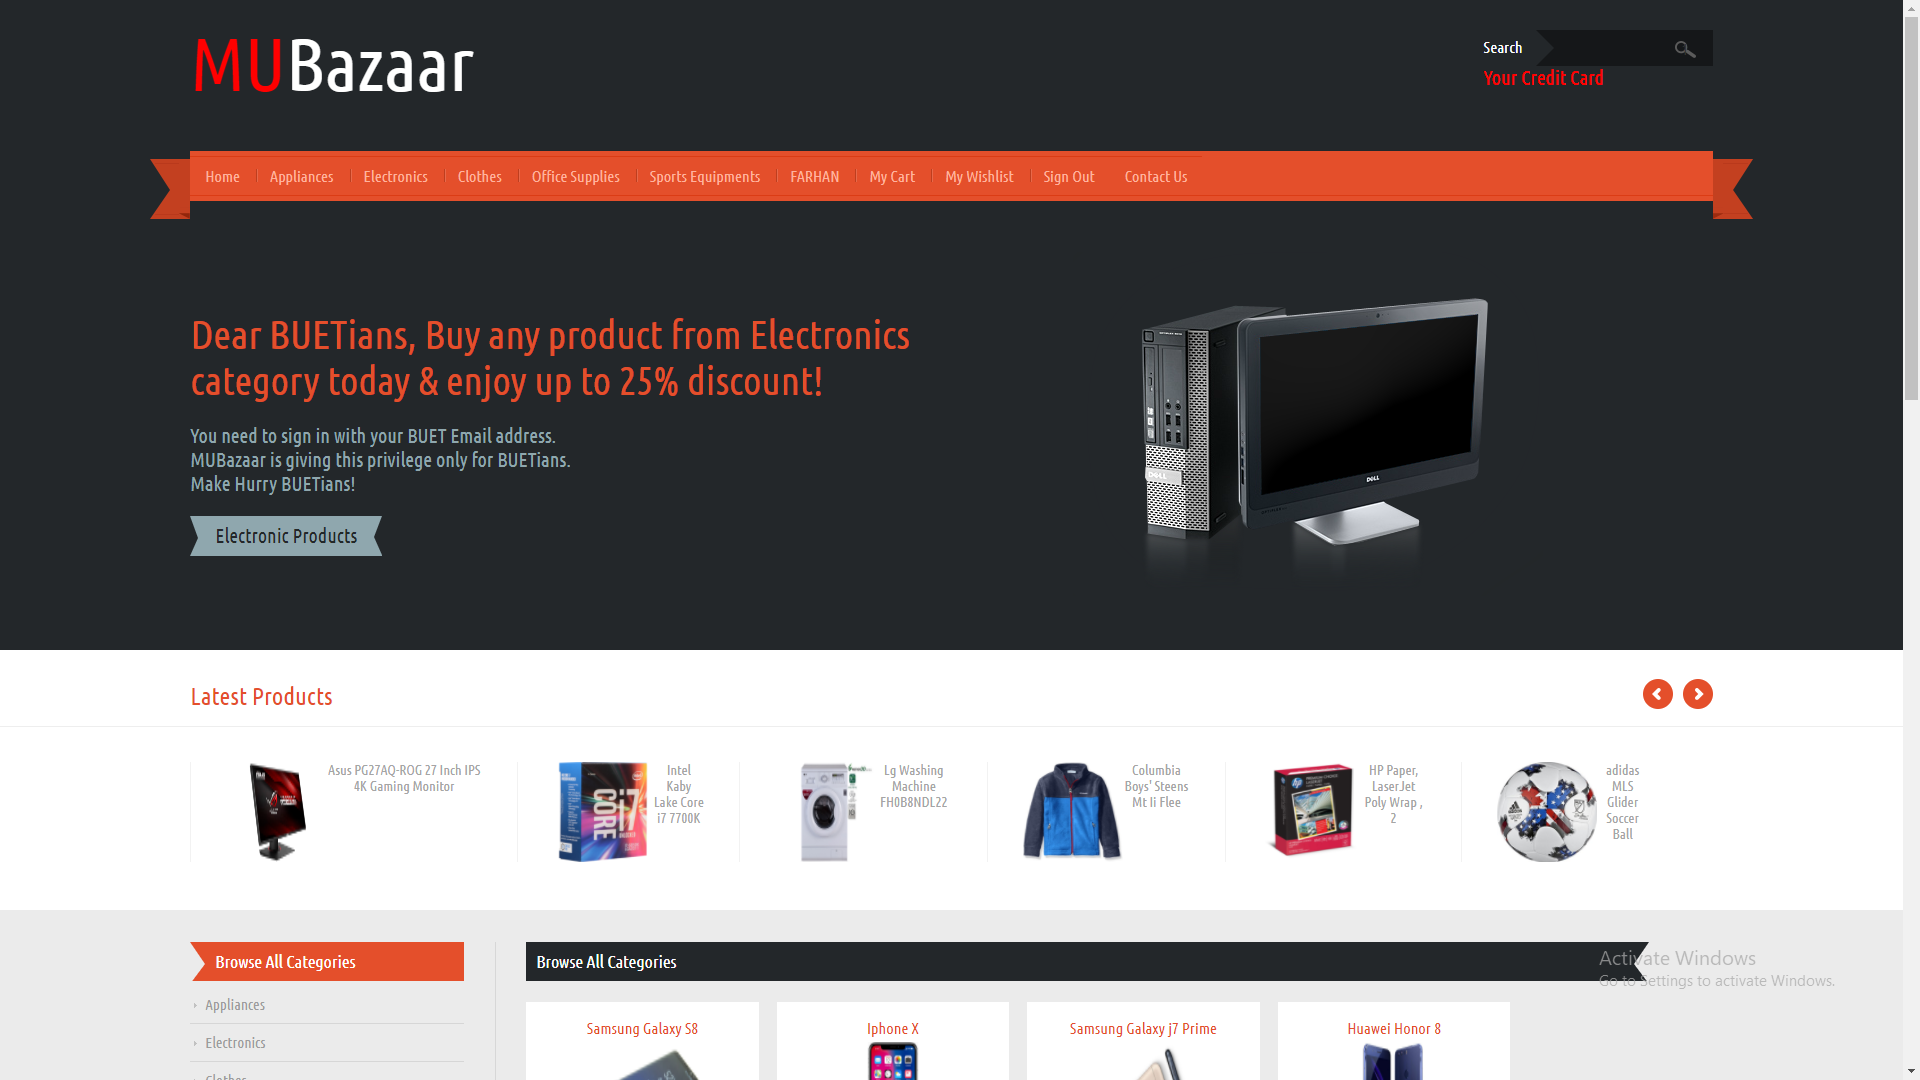 MUBazaar
Search
Your Credit Card
Home
Appliances
Electronics
Clothes
Office Supplies
Sports Equipments
FARHAN
My Cart
My Wishlist
Sign Out
Contact Us
Dear BUETians, Buy any product from Electronics
category today & enjoy up to 25% discount!
You need to sign in with your BUET Email address.
MUBazaar is giving this privilege only for BUETians.
Make Hurry BUETians!
Electronic Products
DELL
DELL
Latest Products
Asus PG27AQ-ROG 27 Inch IPS
4K Gaming Monitor
CORE
i7
Intel
Kaby
Lake Core
i7 7700K
Lg Washing
Machine
FH0B8NDL22
Columbia
Boys' Steens
Mt Ii Flee
hp
HP Paper,
LaserJet
Poly Wrap ,
2
adidas
MLS
Glider
Soccer
Ball
Browse All Categories
Appliances
Electronics
Clothes
Browse All Categories
Samsung Galaxy S8
Iphone X
Samsung Galaxy j7 Prime
Huawei Honor 8
Activate Windows
Go to Settings to activate Windows.